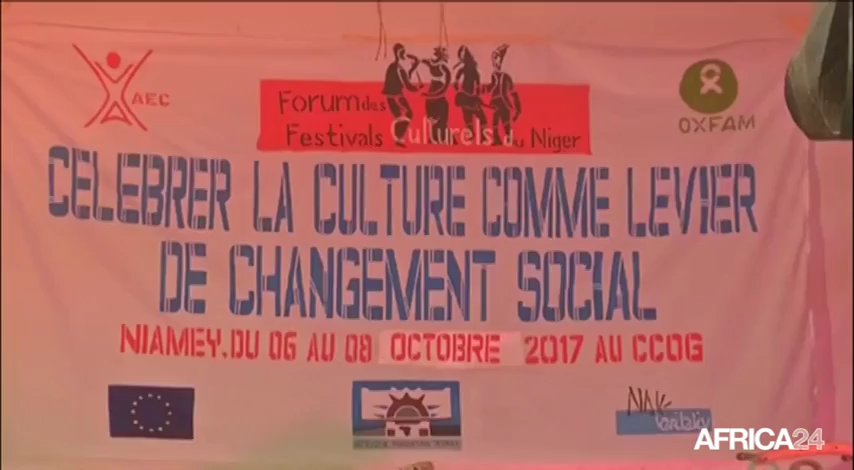 AEC
Forum des
Festivals Culturels du Niger
OXFAM
CELEBRER LA CULTURE COMME LEVIER
DE CHANGEMENT SOCIAL
NIAMEY, DU 06 AU 08 OCTOBRE 2017 AU CCOG
AFRICA24